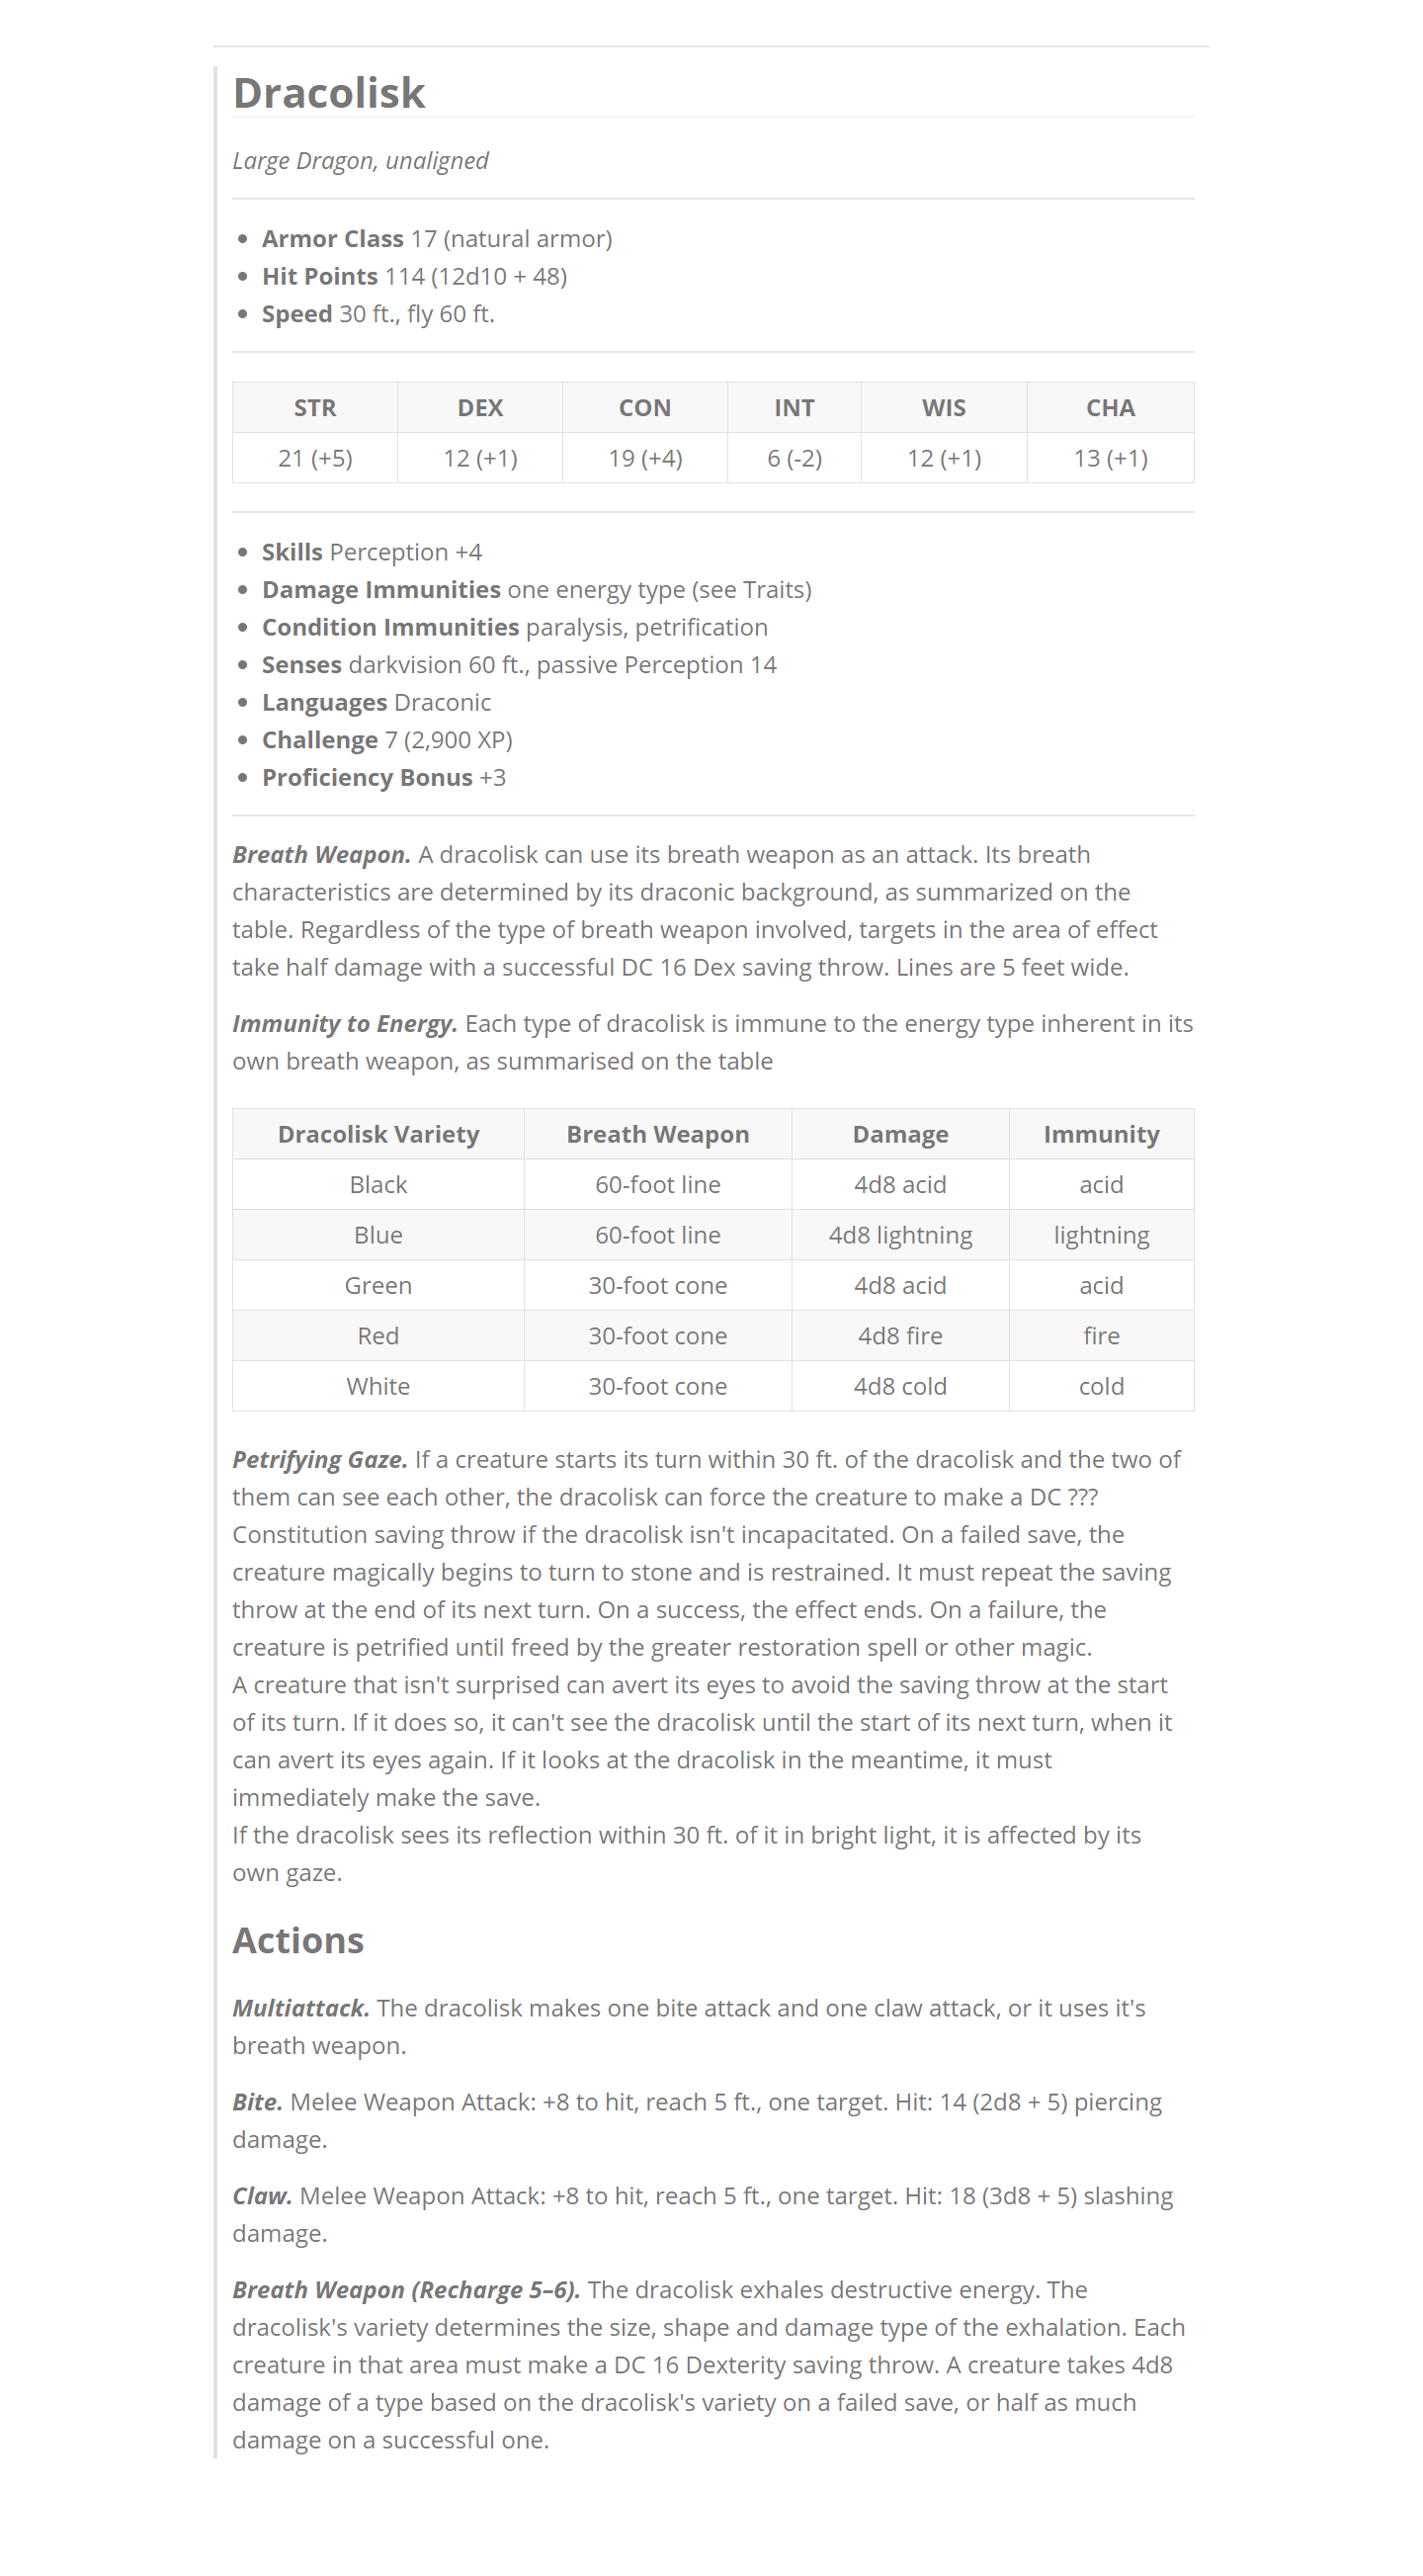 Dracolisk
Large Dragon, unaligned
Armor Class 17 (natural armor)
Hit Points 114 (12d10 + 48)
Speed 30 ft., fly 60 ft.
STR DEX CON INT WIS CHA
21 (+5) 12 (+1) 19 (+4) 6 (-2) 12 (+1) 13 (+1)
Skills Perception +4
Damage Immunities one energy type (see Traits)
Condition Immunities paralysis, petrification
Senses darkvision 60 ft., passive Perception 14
Languages Draconic
Challenge 7 (2,900 XP)
Proficiency Bonus +3
Breath Weapon. A dracolisk can use its breath weapon as an attack. Its breath
characteristics are determined by its draconic background, as summarized on the
table. Regardless of the type of breath weapon involved, targets in the area of effect
take half damage with a successful DC 16 Dex saving throw. Lines are 5 feet wide.
Immunity to Energy. Each type of dracolisk is immune to the energy type inherent in its
own breath weapon, as summarised on the table
Dracolisk Variety Breath Weapon Damage Immunity
Black 60-foot line 4d8 acid acid
Blue 60-foot line 4d8 lightning lightning
Green 30-foot cone 4d8 acid acid
Red 30-foot cone 4d8 fire fire
White 30-foot cone 4d8 cold cold
Petrifying Gaze. If a creature starts its turn within 30 ft. of the dracolisk and the two of
them can see each other, the dracolisk can force the creature to make a DC ???
Constitution saving throw if the dracolisk isn't incapacitated. On a failed save, the
creature magically begins to turn to stone and is restrained. It must repeat the saving
throw at the end of its next turn. On a success, the effect ends. On a failure, the
creature is petrified until freed by the greater restoration spell or other magic.
A creature that isn't surprised can avert its eyes to avoid the saving throw at the start
of its turn. If it does so, it can't see the dracolisk until the start of its next turn, when it
can avert its eyes again. If it looks at the dracolisk in the meantime, it must
immediately make the save.
If the dracolisk sees its reflection within 30 ft. of it in bright light, it is affected by its
own gaze.
Actions
Multiattack. The dracolisk makes one bite attack and one claw attack, or it uses it's
breath weapon.
Bite. Melee Weapon Attack: +8 to hit, reach 5 ft., one target. Hit: 14 (2d8 + 5) piercing
damage.
Claw. Melee Weapon Attack: +8 to hit, reach 5 ft., one target. Hit: 18 (3d8 + 5) slashing
damage.
Breath Weapon (Recharge 5–6). The dracolisk exhales destructive energy. The
dracolisk's variety determines the size, shape and damage type of the exhalation. Each
creature in that area must make a DC 16 Dexterity saving throw. A creature takes 4d8
damage of a type based on the dracolisk's variety on a failed save, or half as much
damage on a successful one.